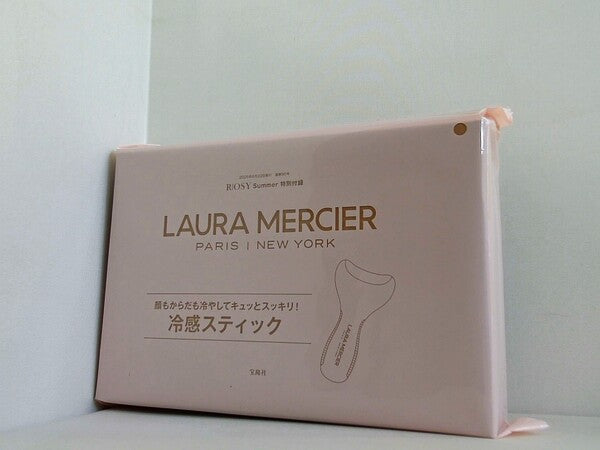 R/OSY Summer 特別付録
LAURA MERCIER
PARIS | NEW YORK
顔もからだも冷やしてキュッとスッキリ!
冷感スティック
LAURA MERCIER
宝島社